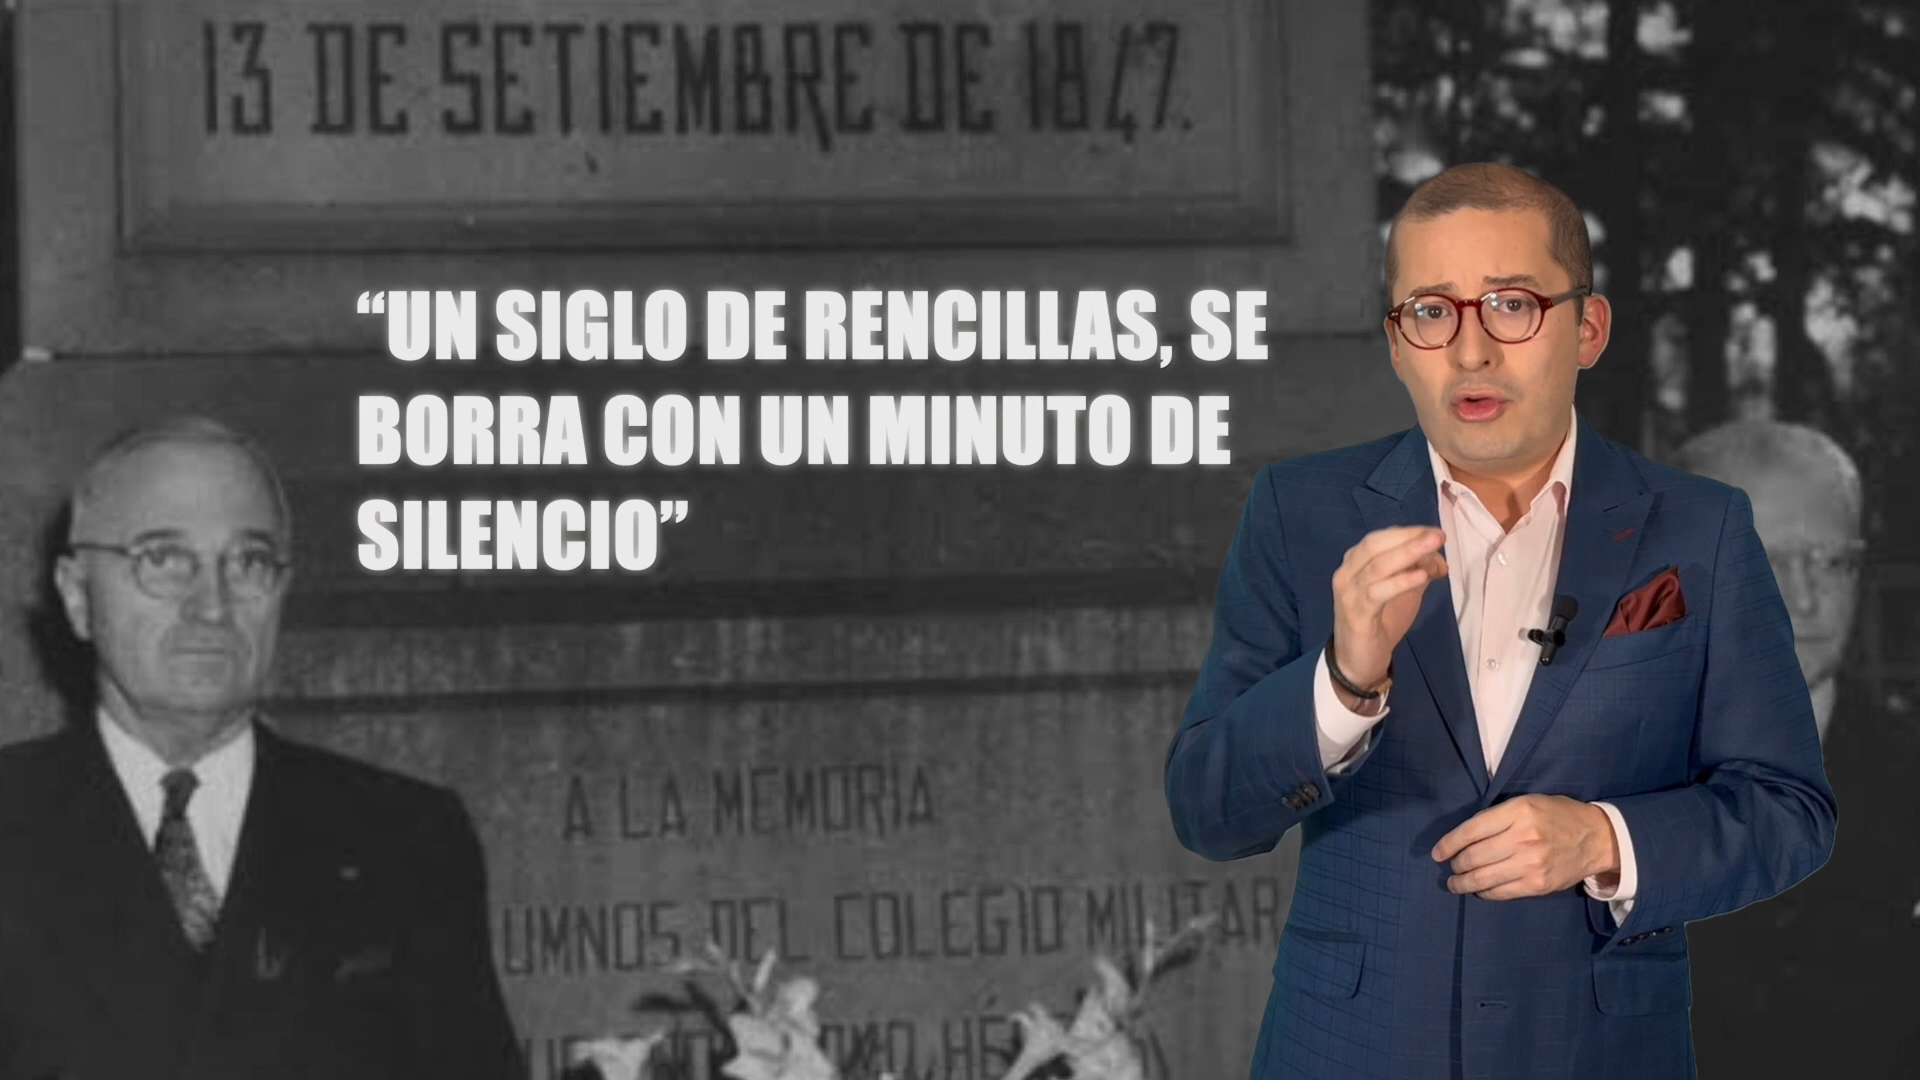 13 DE SETIEMBRE DE 1847.
“UN SIGLO DE RENCILLAS, SE
BORRA CON UN MINUTO DE
SILENCIO”
A LA MEMORIA
UMNOS DEL COLEGIO MILITAR